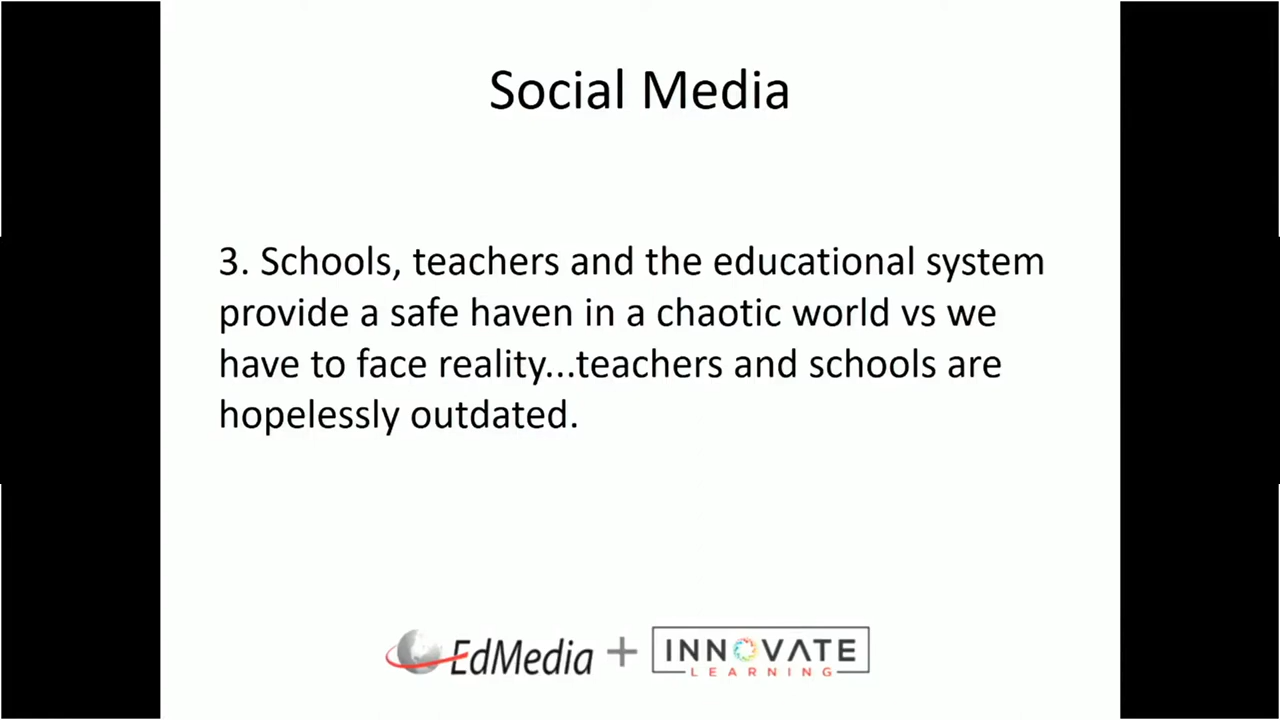 Social Media
3. Schools, teachers and the educational system
provide a safe haven in a chaotic world vs we
have to face reality...teachers and schools are
hopelessly outdated.
EdMedia + INNOVATE
LEARNING